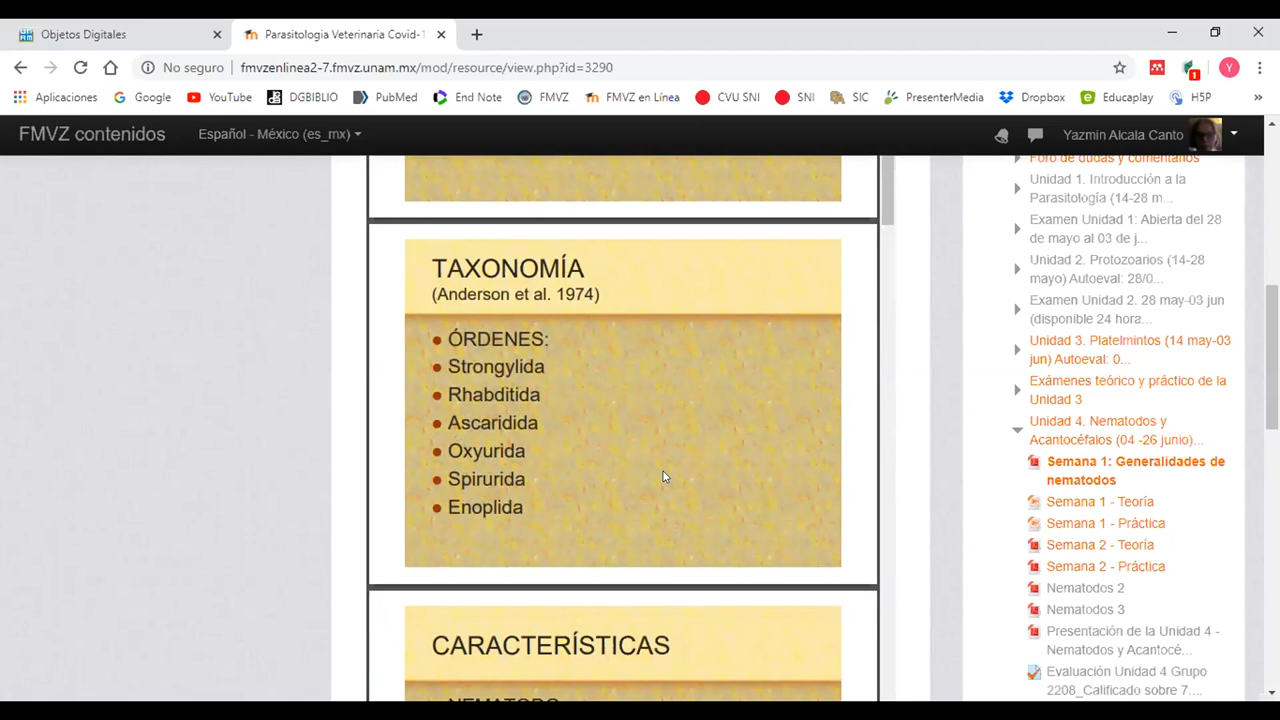 Objetos Digitales
Parasitologia Veterinaria Covid-1
No seguro
fmvzenlinea2-7.fmvz.unam.mx/mod/resource/view.php?id=3290
1
Y
Aplicaciones
Google
YouTube
DGBIBLIO
PubMed
End Note
FMVZ
FMVZ en Línea
CVU SNI
SNI
SIC
PresenterMedia
Dropbox
Educaplay
H5P
»
FMVZ contenidos
Español - México (es_mx)
Yazmin Alcala Canto
TAXONOMÍA
(Anderson et al. 1974)
ÓRDENES:
Strongylida
Rhabditida
Ascaridida
Oxyurida
Spirurida
Enoplida
CARACTERÍSTICAS
Foro de dudas y comentarios
Unidad 1. Introducción a la
Parasitología (14-28 m...
Examen Unidad 1: Abierta del 28
de mayo al 03 de j...
Unidad 2. Protozoarios (14-28
mayo) Autoeval: 28/0...
Examen Unidad 2. 28 may-03 jun
(disponible 24 hora...
Unidad 3. Platelmintos (14 may-03
jun) Autoeval: 0...
Exámenes teórico y práctico de la
Unidad 3
Unidad 4. Nematodos y
Acantocéfalos (04 -26 junio)...
Semana 1: Generalidades de
nematodos
Semana 1 - Teoría
Semana 1 - Práctica
Semana 2 - Teoría
Semana 2 - Práctica
Nematodos 2
Nematodos 3
Presentación de la Unidad 4 -
Nematodos y Acantocé...
Evaluación Unidad 4 Grupo
2208_Calificado sobre 7....